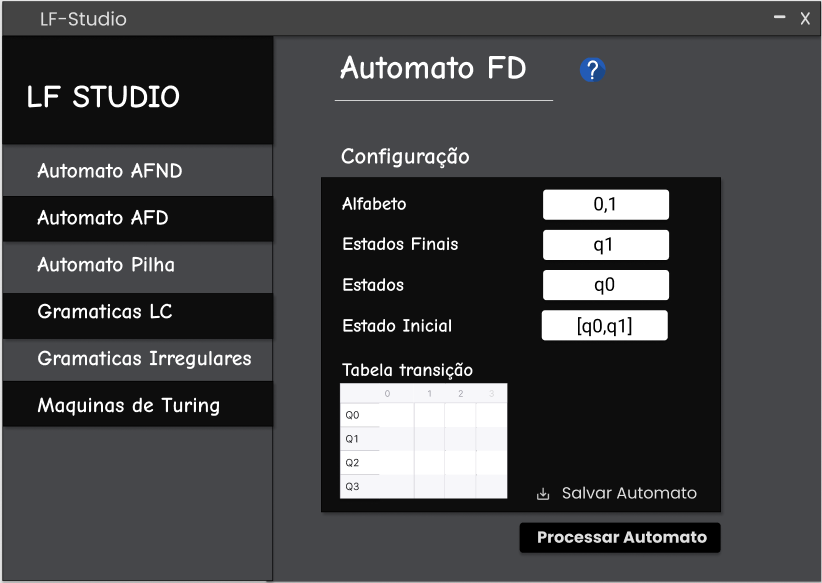 LF-Studio
LF STUDIO
Automato AFND
Automato AFD
Automato Pilha
Gramaticas LC
Gramaticas Irregulares
Maquinas de Turing
Automato FD ?
Configuração
Alfabeto 0,1
Estados Finais q1
Estados q0
Estado Inicial [q0,q1]
Tabela transição
0 1 2 3
Q0
Q1
Q2
Q3
Salvar Automato
Processar Automato